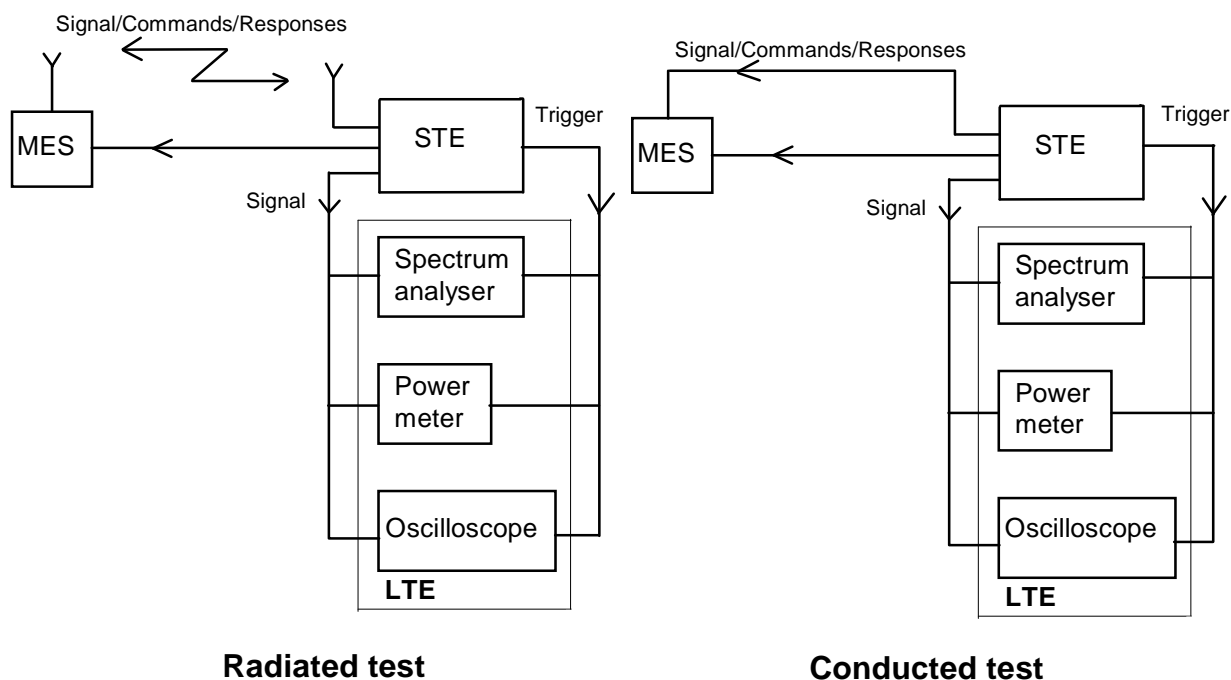 Signal/Commands/Responses
MES
STE
Trigger
Signal
Spectrum
analyser
Power
meter
Oscilloscope
LTE
Radiated test
Signal/Commands/Responses
MES
STE
Trigger
Signal
Spectrum
analyser
Power
meter
Oscilloscope
LTE
Conducted test